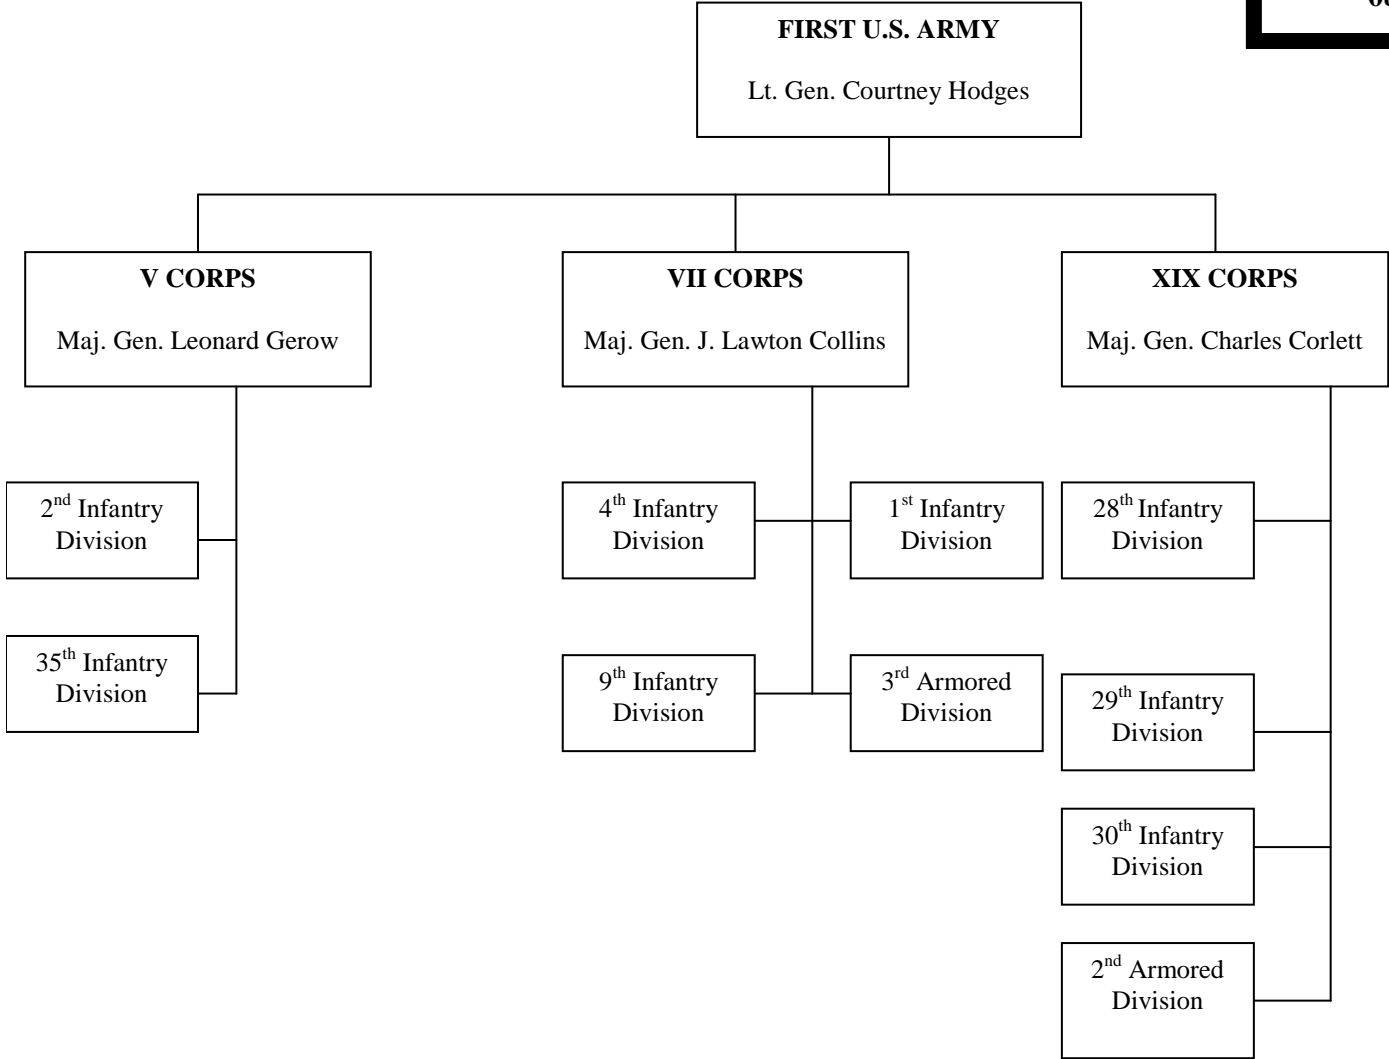 FIRST U.S. ARMY
Lt. Gen. Courtney Hodges
V CORPS
Maj. Gen. Leonard Gerow
VII CORPS
Maj. Gen. J. Lawton Collins
XIX CORPS
Maj. Gen. Charles Corlett
2nd Infantry
Division
35th Infantry
Division
4th Infantry
Division
1st Infantry
Division
9th Infantry
Division
3rd Armored
Division
28th Infantry
Division
29th Infantry
Division
30th Infantry
Division
2nd Armored
Division